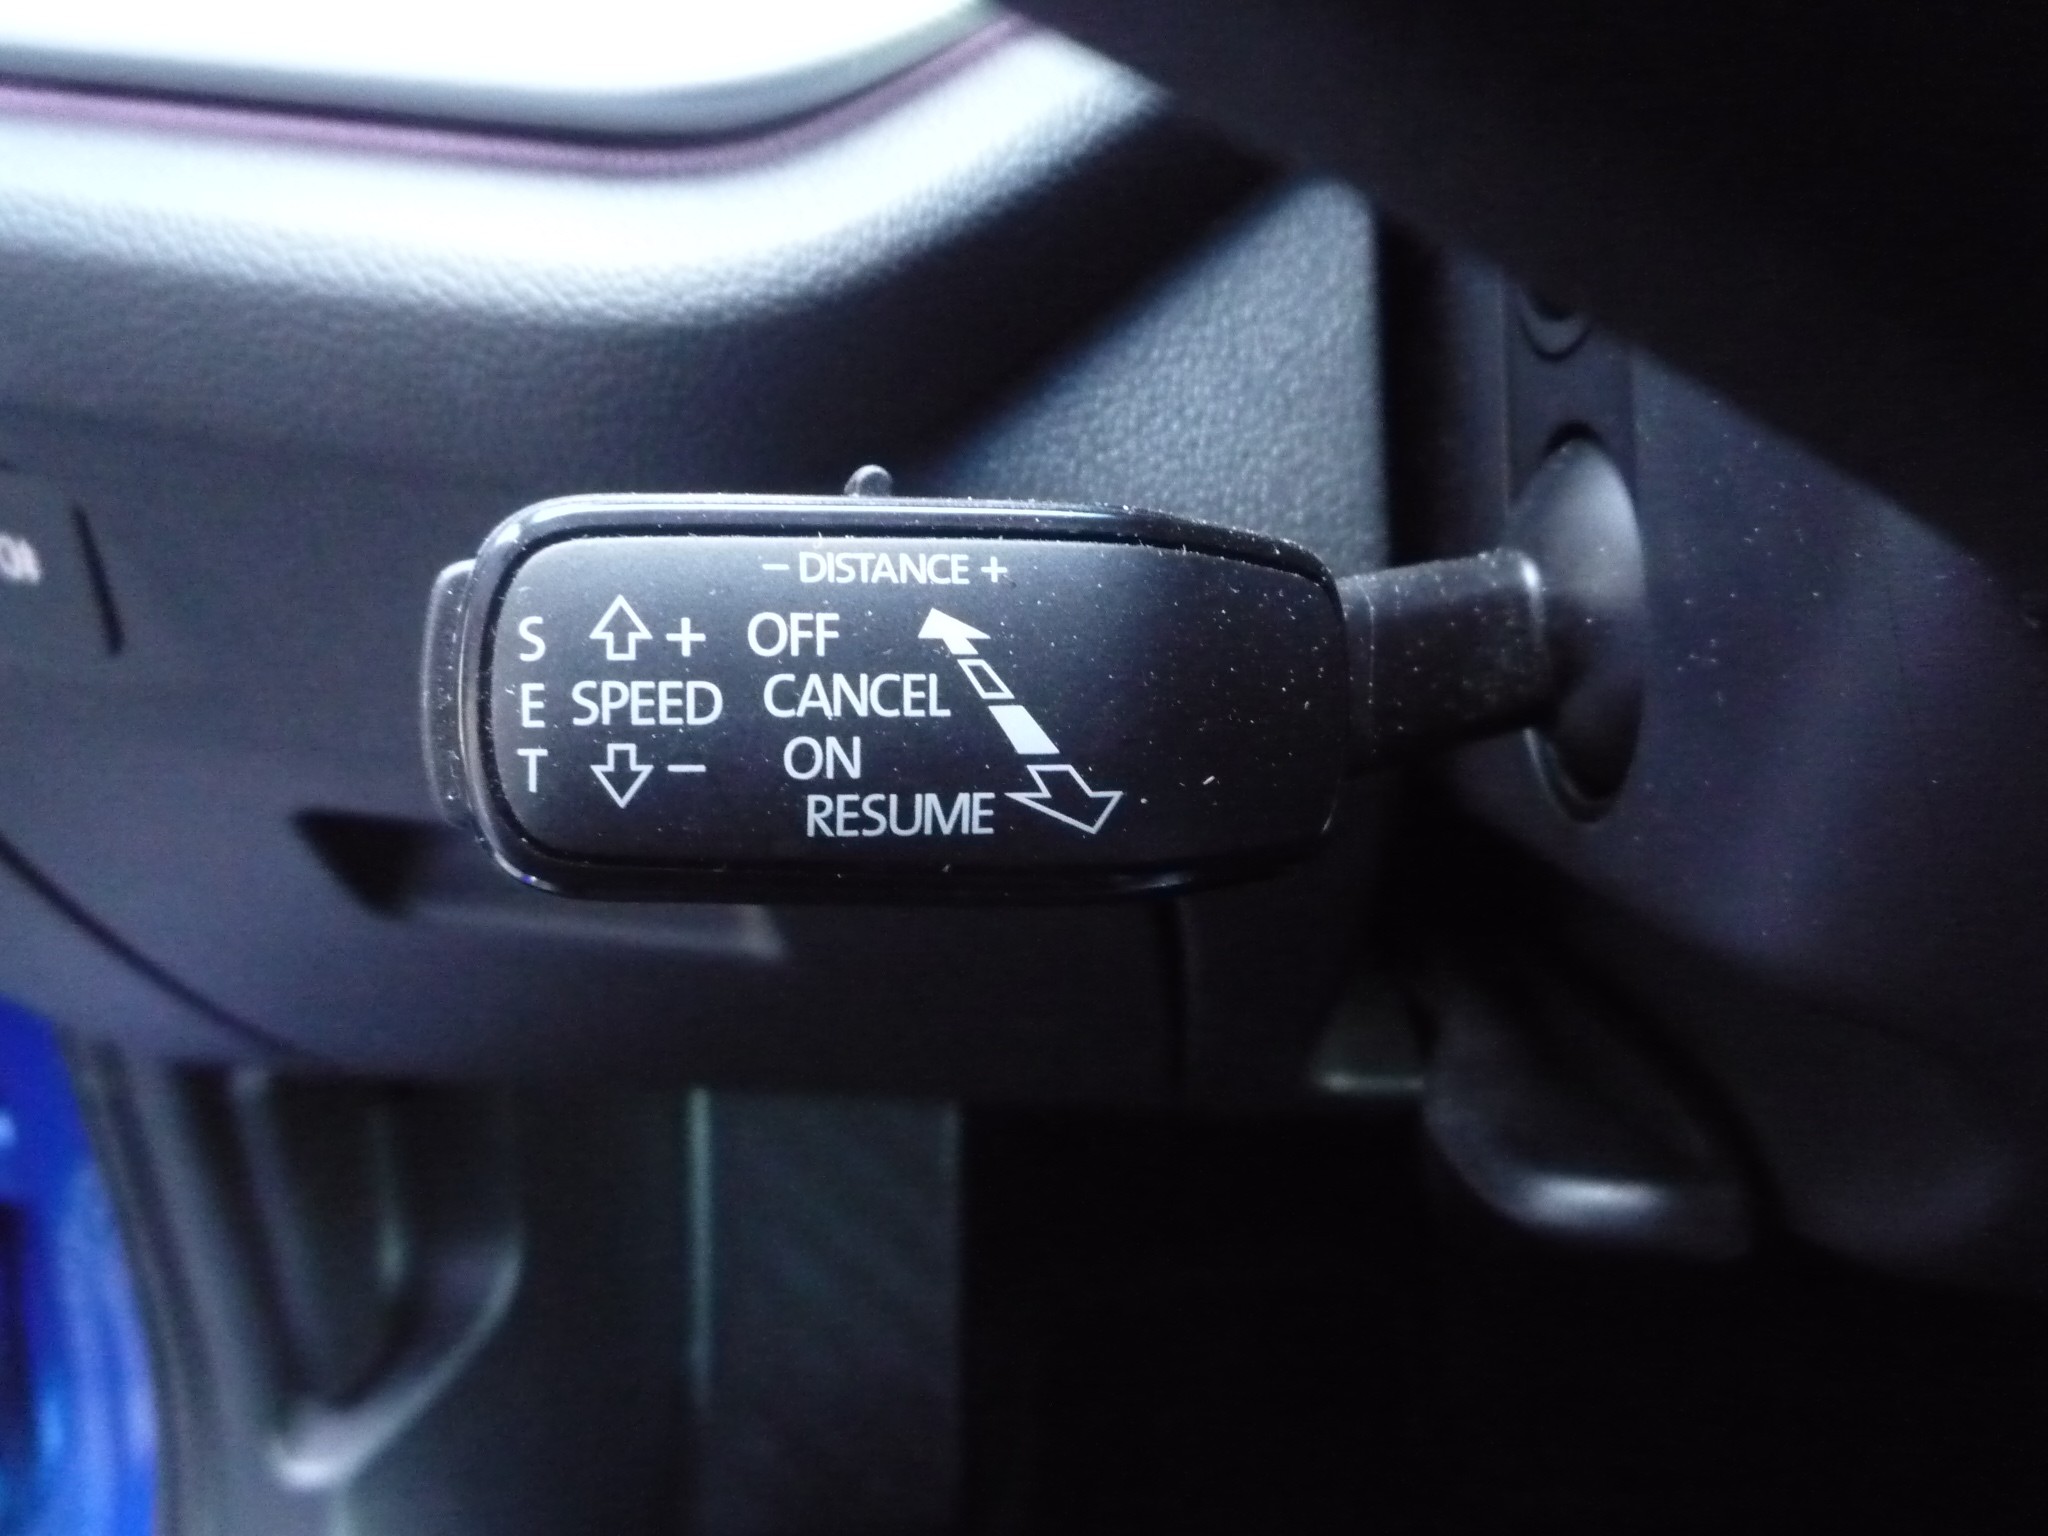 – DISTANCE +
S + OFF
E SPEED CANCEL
T – ON
RESUME